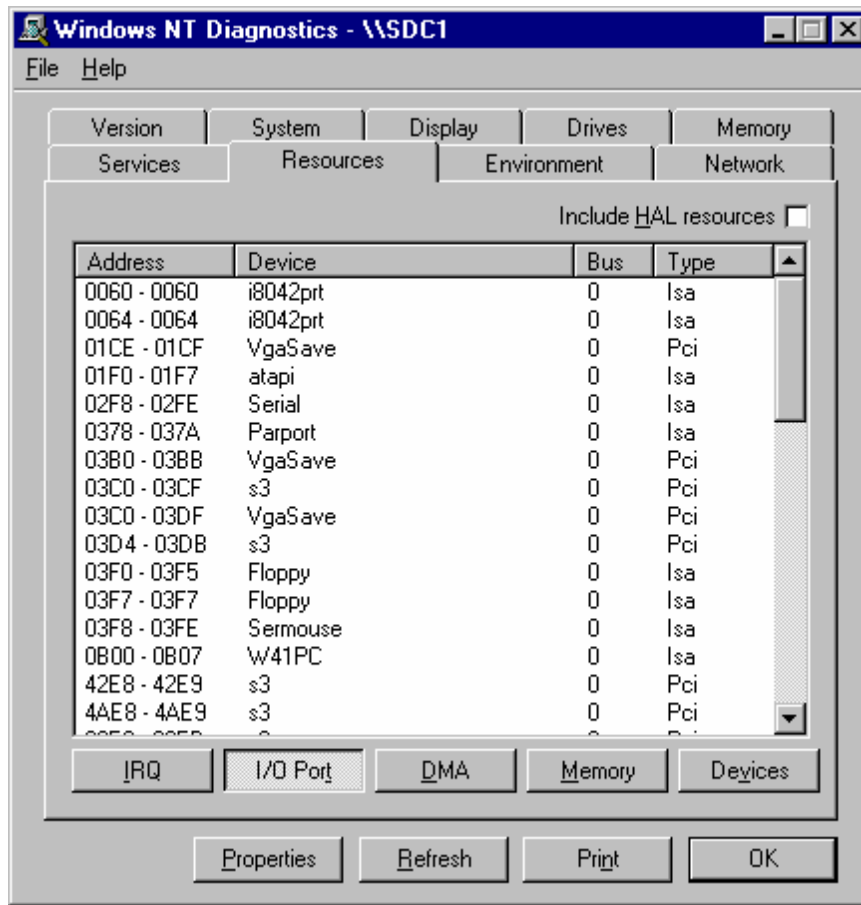 Windows NT Diagnostics - \\SDC1
File Help
Version System Display Drives Memory
Services Resources Environment Network
Include HAL resources
Address Device Bus Type
0060 - 0060 i8042prt 0 Isa
0064 - 0064 i8042prt 0 Isa
01CE - 01CF VgaSave 0 Pci
01F0 - 01F7 atapi 0 Isa
02F8 - 02FE Serial 0 Isa
0378 - 037A Parport 0 Isa
03B0 - 03BB VgaSave 0 Pci
03C0 - 03CF s3 0 Pci
03C0 - 03DF VgaSave 0 Pci
03D4 - 03DB s3 0 Pci
03F0 - 03F5 Floppy 0 Isa
03F7 - 03F7 Floppy 0 Isa
03F8 - 03FE Sermouse 0 Isa
0B00 - 0B07 W41PC 0 Isa
42E8 - 42E9 s3 0 Pci
4AE8 - 4AE9 s3 0 Pci
IRQ I/O Port DMA Memory Devices
Properties Refresh Print OK